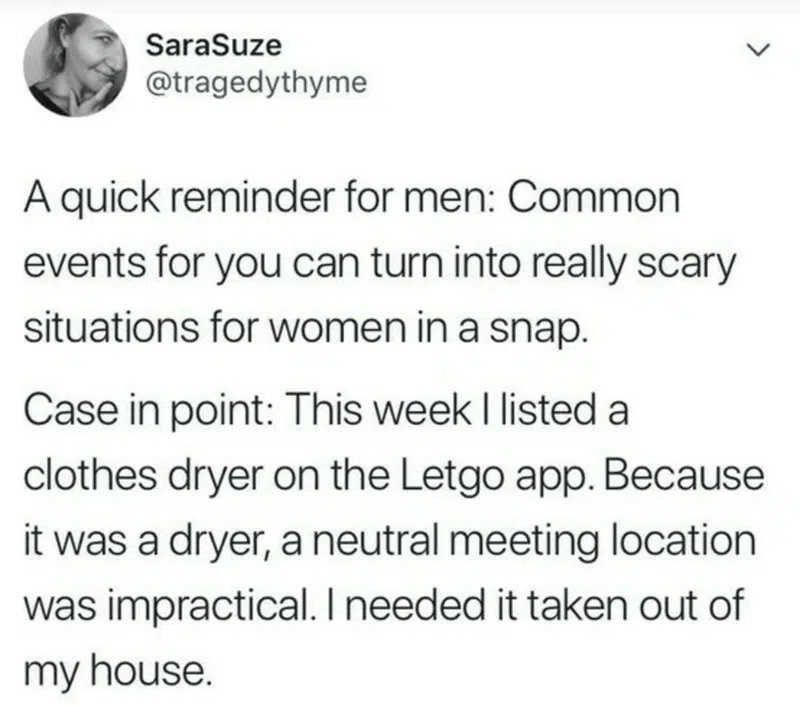 SaraSuze
@tragedythyme
A quick reminder for men: Common
events for you can turn into really scary
situations for women in a snap.
Case in point: This week I listed a
clothes dryer on the Letgo app. Because
it was a dryer, a neutral meeting location
was impractical. I needed it taken out of
my house.